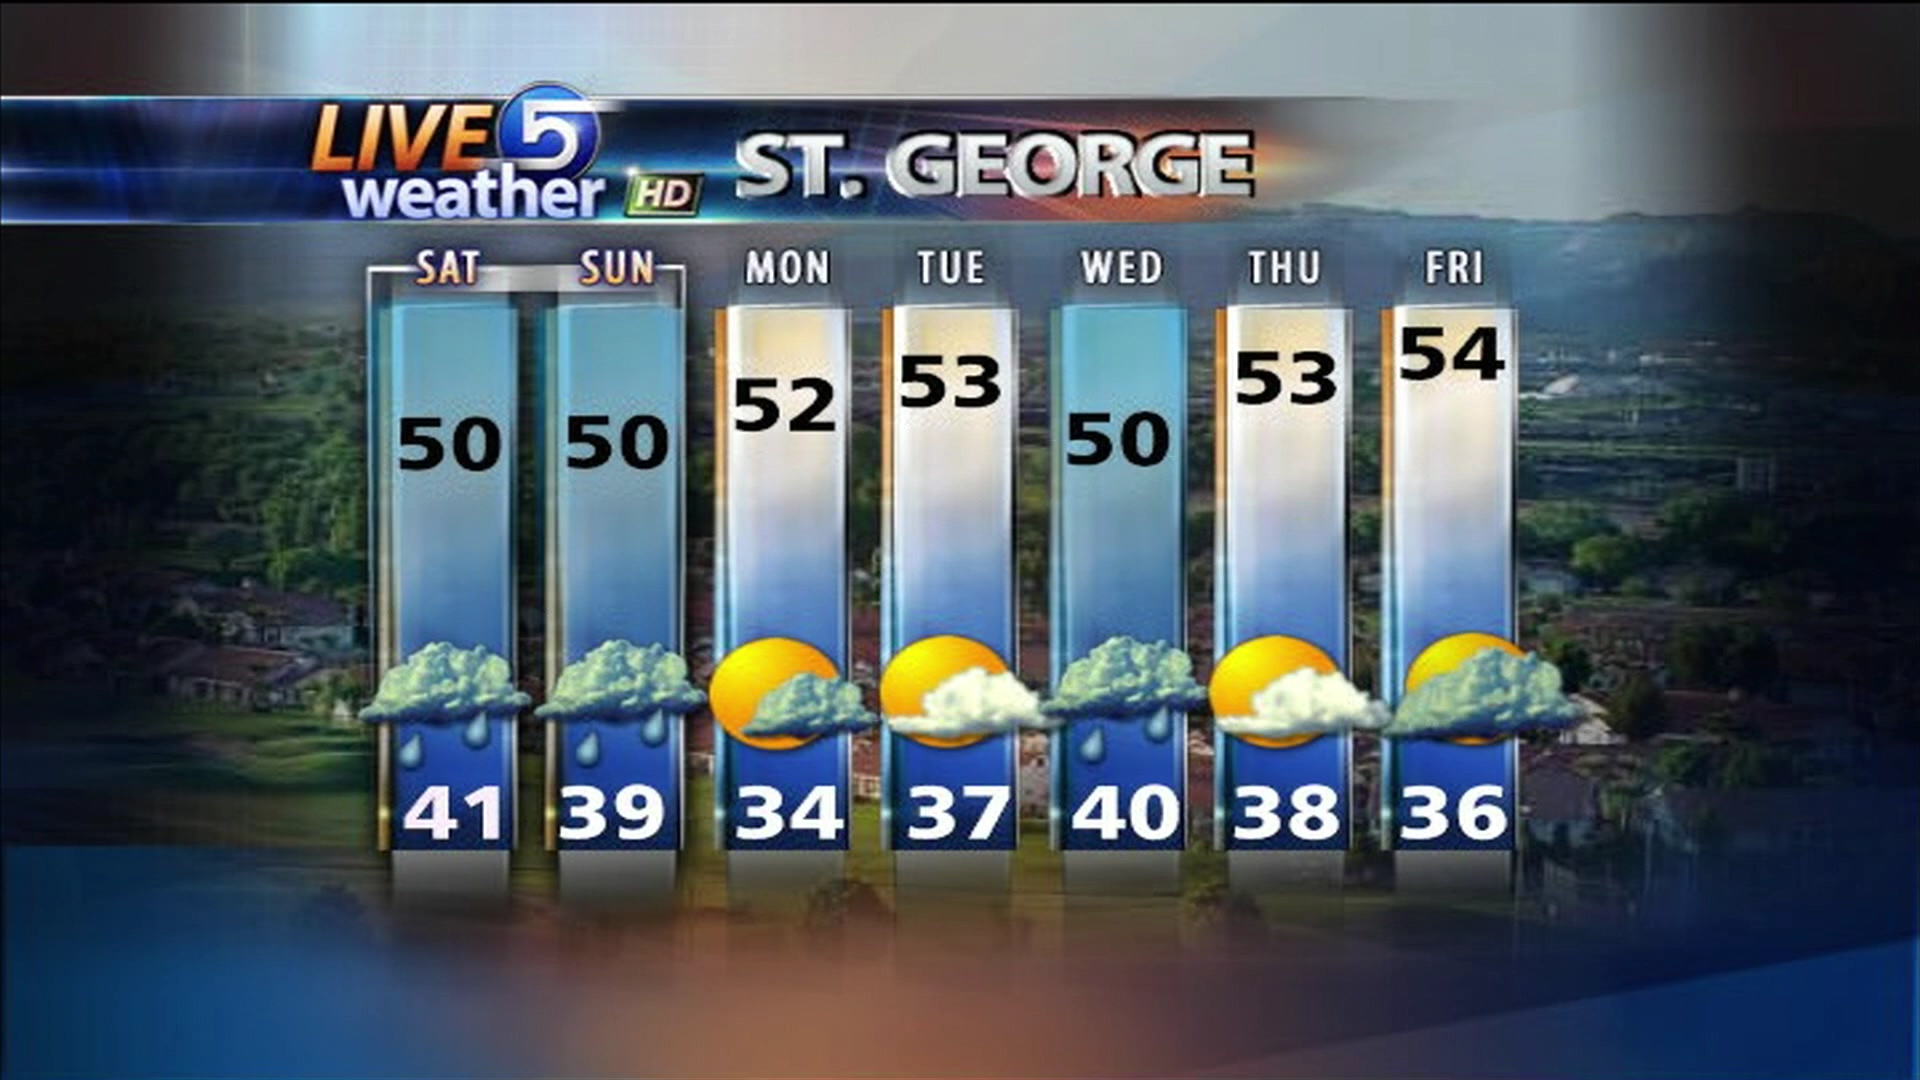 LIVE 5
weather HD
ST. GEORGE
SAT SUN MON TUE WED THU FRI
50 50 52 53 50 53 54
41 39 34 37 40 38 36